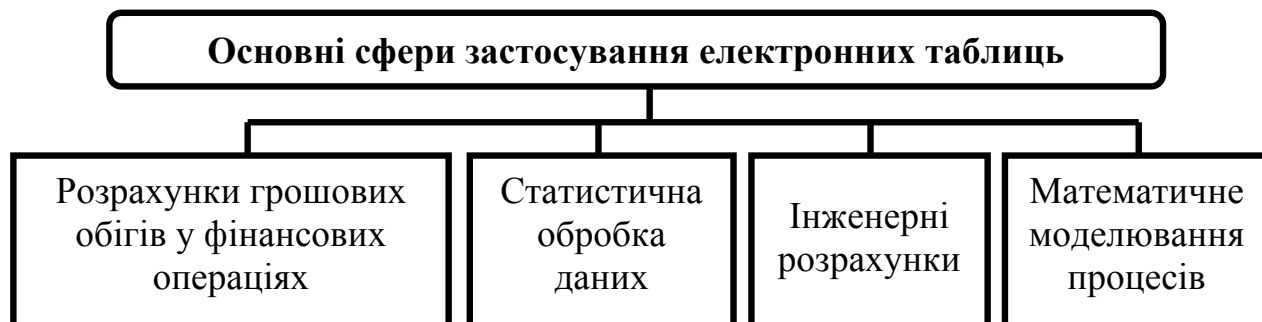 Основні сфери застосування електронних таблиць
Розрахунки грошових
обігів у фінансових
операціях
Статистична
обробка
даних
Інженерні
розрахунки
Математичне
моделювання
процесів